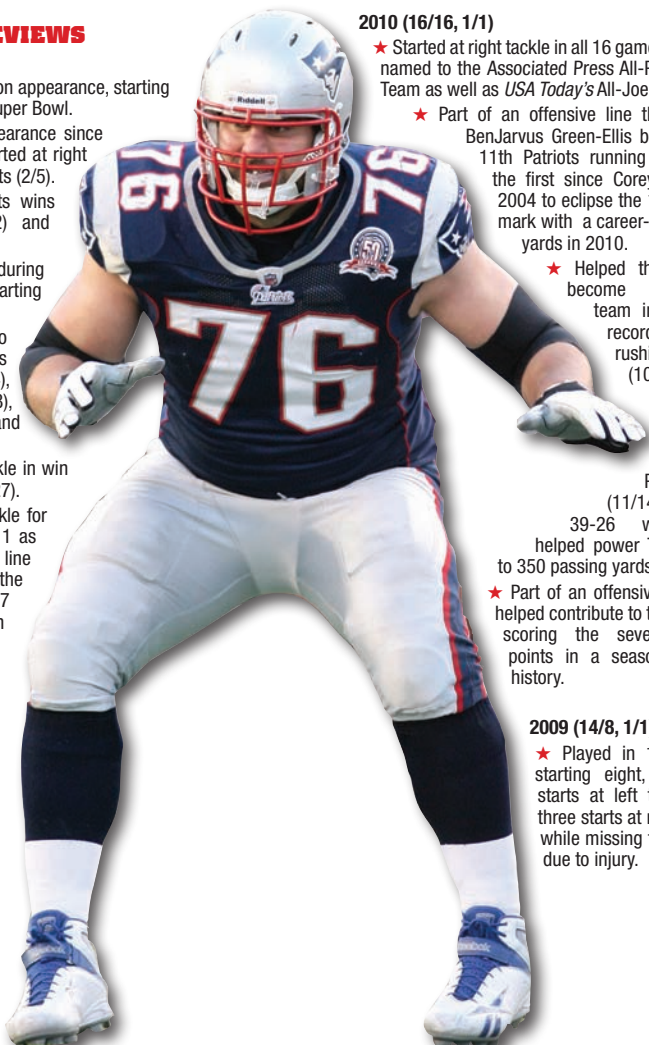 EVIEWS
on appearance, starting
uper Bowl.
earance since
rted at right
ts (2/5).
ts wins
2) and
during
arting
o
s
),
3),
and
kle in win
27).
kle for
1 as
line
the
7
n
2010 (16/16, 1/1)
★ Started at right tackle in all 16 game
named to the Associated Press All-P
Team as well as USA Today's All-Joe
★ Part of an offensive line th
BenJarvus Green-Ellis b
11th Patriots running
the first since Corey
2004 to eclipse the 1
mark with a career-
yards in 2010.
★ Helped th
become
team in
record
rushi
(10
F
(11/14
39-26 w
helped power T
to 350 passing yards
★ Part of an offensive
helped contribute to t
scoring the seve
points in a seaso
history.
2009 (14/8, 1/1
★ Played in 1
starting eight,
starts at left t
three starts at r
while missing t
due to injury.
Riddell
76
76
50
Patriots
76
Reebok